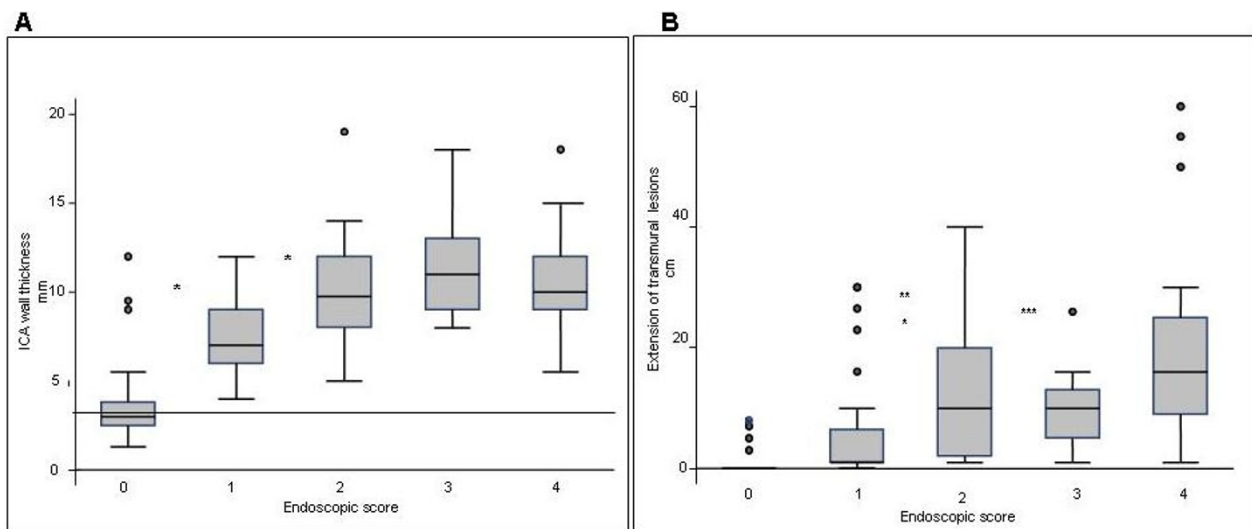 A
20
15
10
5
0
ICA wall thickness
mm
*
*
0 1 2 3 4
Endoscopic score
B
60
40
20
0
Extension of transmural lesions
cm
**
*
***
0 1 2 3 4
Endoscopic score